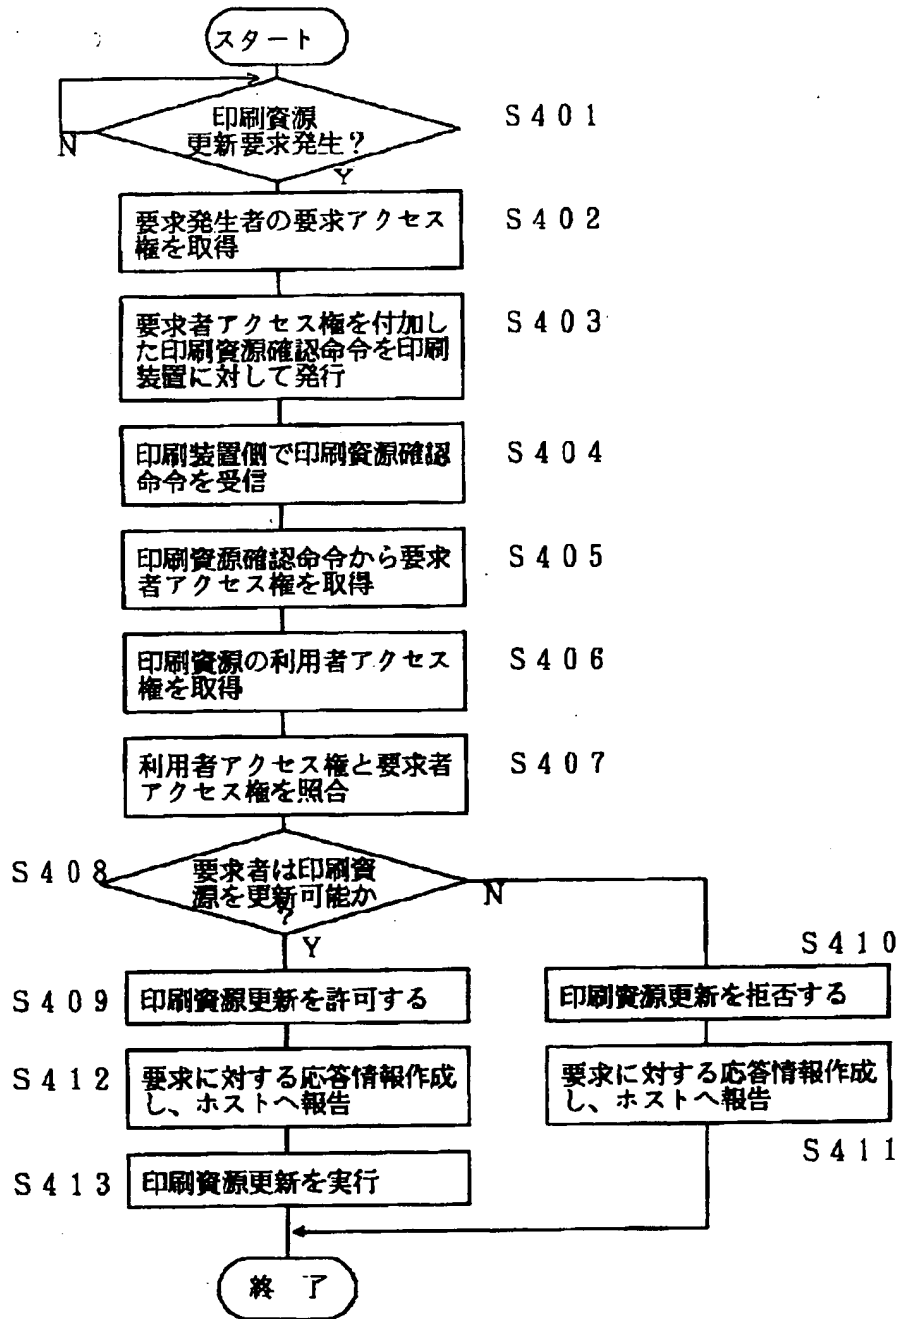 スタート
印刷資源
更新要求発生？
S401
N
Y
要求発生者の要求アクセス
権を取得
S402
要求者アクセス権を付加し
た印刷資源確認命令を印刷
装置に対して発行
S403
印刷装置側で印刷資源確認
命令を受信
S404
印刷資源確認命令から要求
者アクセス権を取得
S405
印刷資源の利用者アクセス
権を取得
S406
利用者アクセス権と要求者
アクセス権を照合
S407
S408
要求者は印刷資
源を更新可能か
？
N
Y
S410
S409
印刷資源更新を許可する
印刷資源更新を拒否する
S412
要求に対する応答情報作成
し、ホストへ報告
要求に対する応答情報作成
し、ホストへ報告
S411
S413
印刷資源更新を実行
終 了